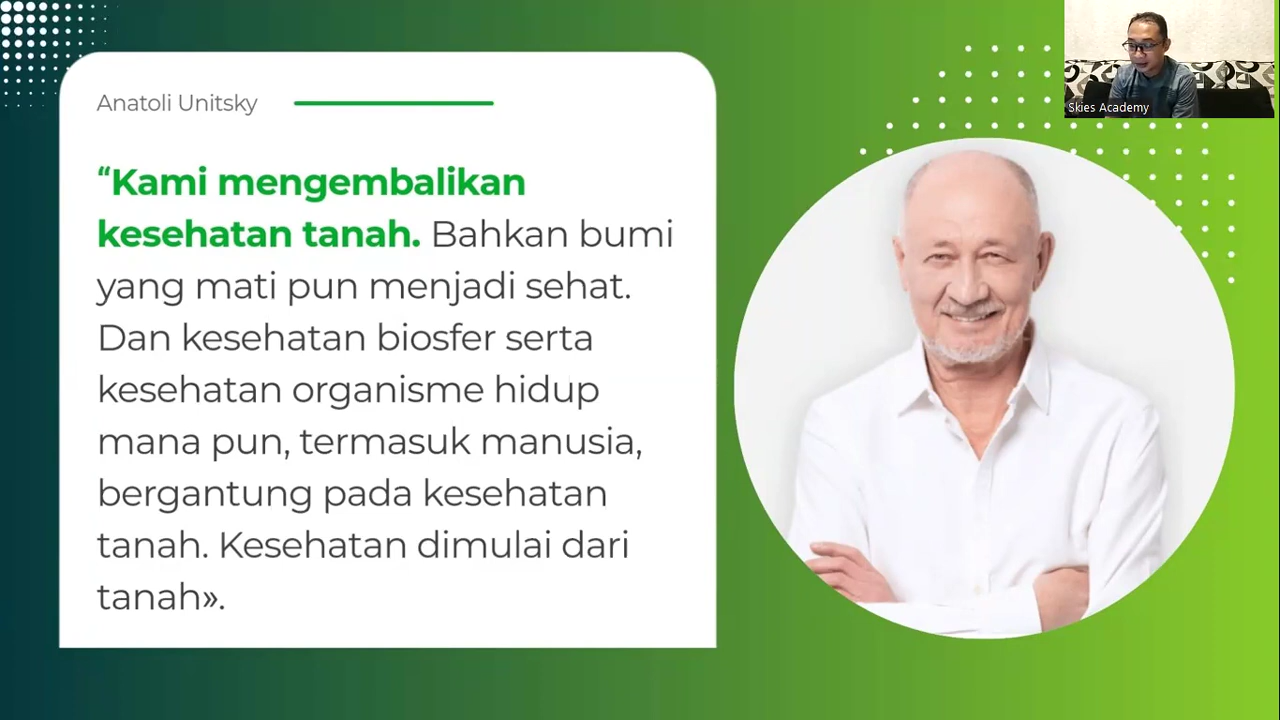 Anatoli Unitsky
“Kami mengembalikan
kesehatan tanah. Bahkan bumi
yang mati pun menjadi sehat.
Dan kesehatan biosfer serta
kesehatan organisme hidup
mana pun, termasuk manusia,
bergantung pada kesehatan
tanah. Kesehatan dimulai dari
tanah».
Skies Academy